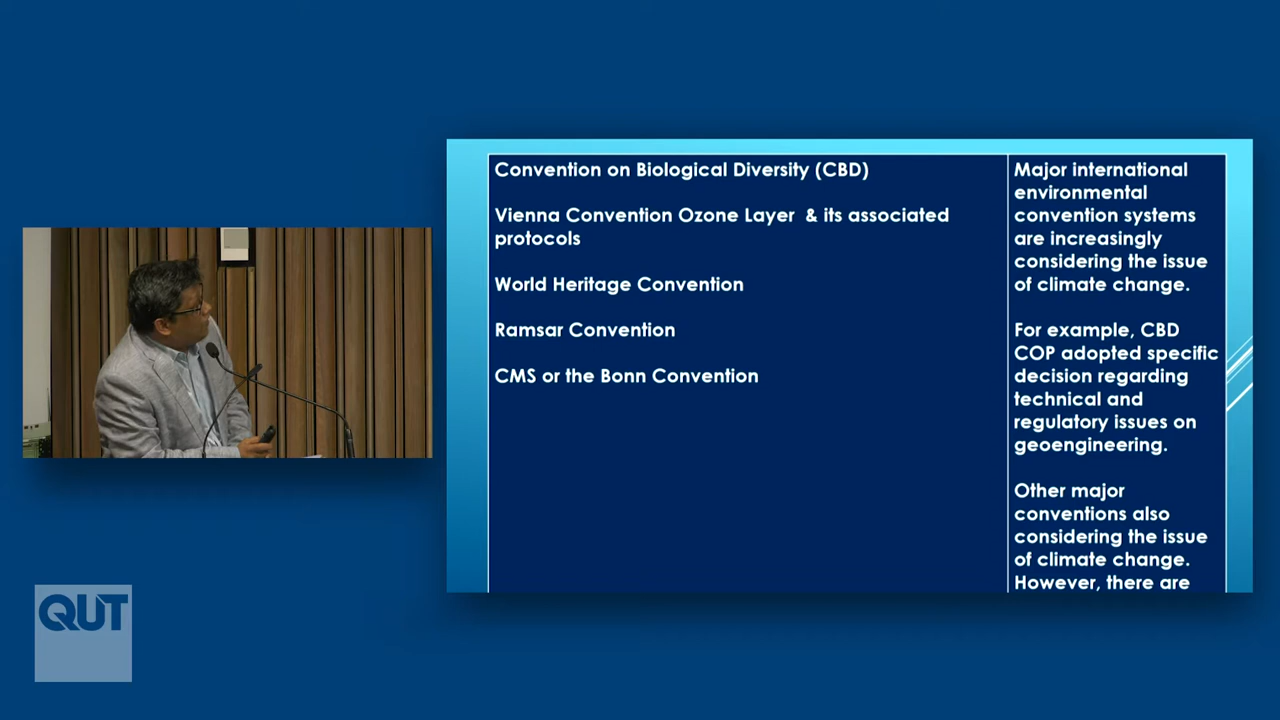 Convention on Biological Diversity (CBD)
Vienna Convention Ozone Layer & its associated
protocols
World Heritage Convention
Ramsar Convention
CMS or the Bonn Convention
Major international
environmental
convention systems
are increasingly
considering the issue
of climate change.
For example, CBD
COP adopted specific
decision regarding
technical and
regulatory issues on
geoengineering.
Other major
conventions also
considering the issue
of climate change.
However, there are
QUT